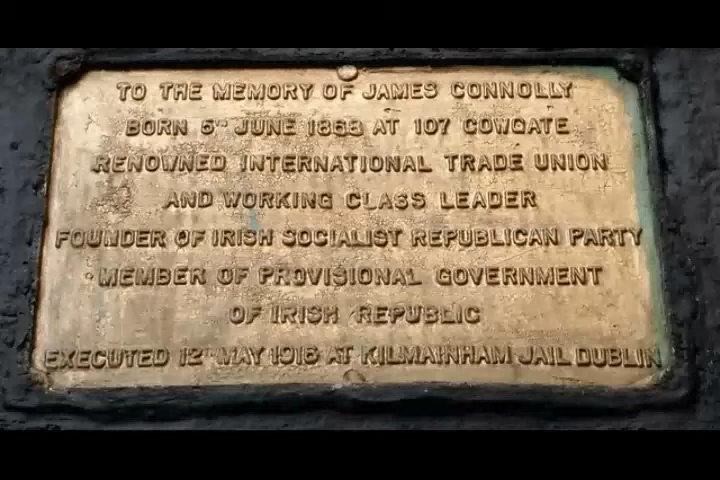 TO THE MEMORY OF JAMES CONNOLLY
BORN 5TH JUNE 1868 AT 107 COWGATE
RENOWNED INTERNATIONAL TRADE UNION
AND WORKING CLASS LEADER
FOUNDER OF IRISH SOCIALIST REPUBLICAN PARTY
MEMBER OF PROVISIONAL GOVERNMENT
OF IRISH REPUBLIC
EXECUTED 12TH MAY 1916 AT KILMAINHAM JAIL DUBLIN